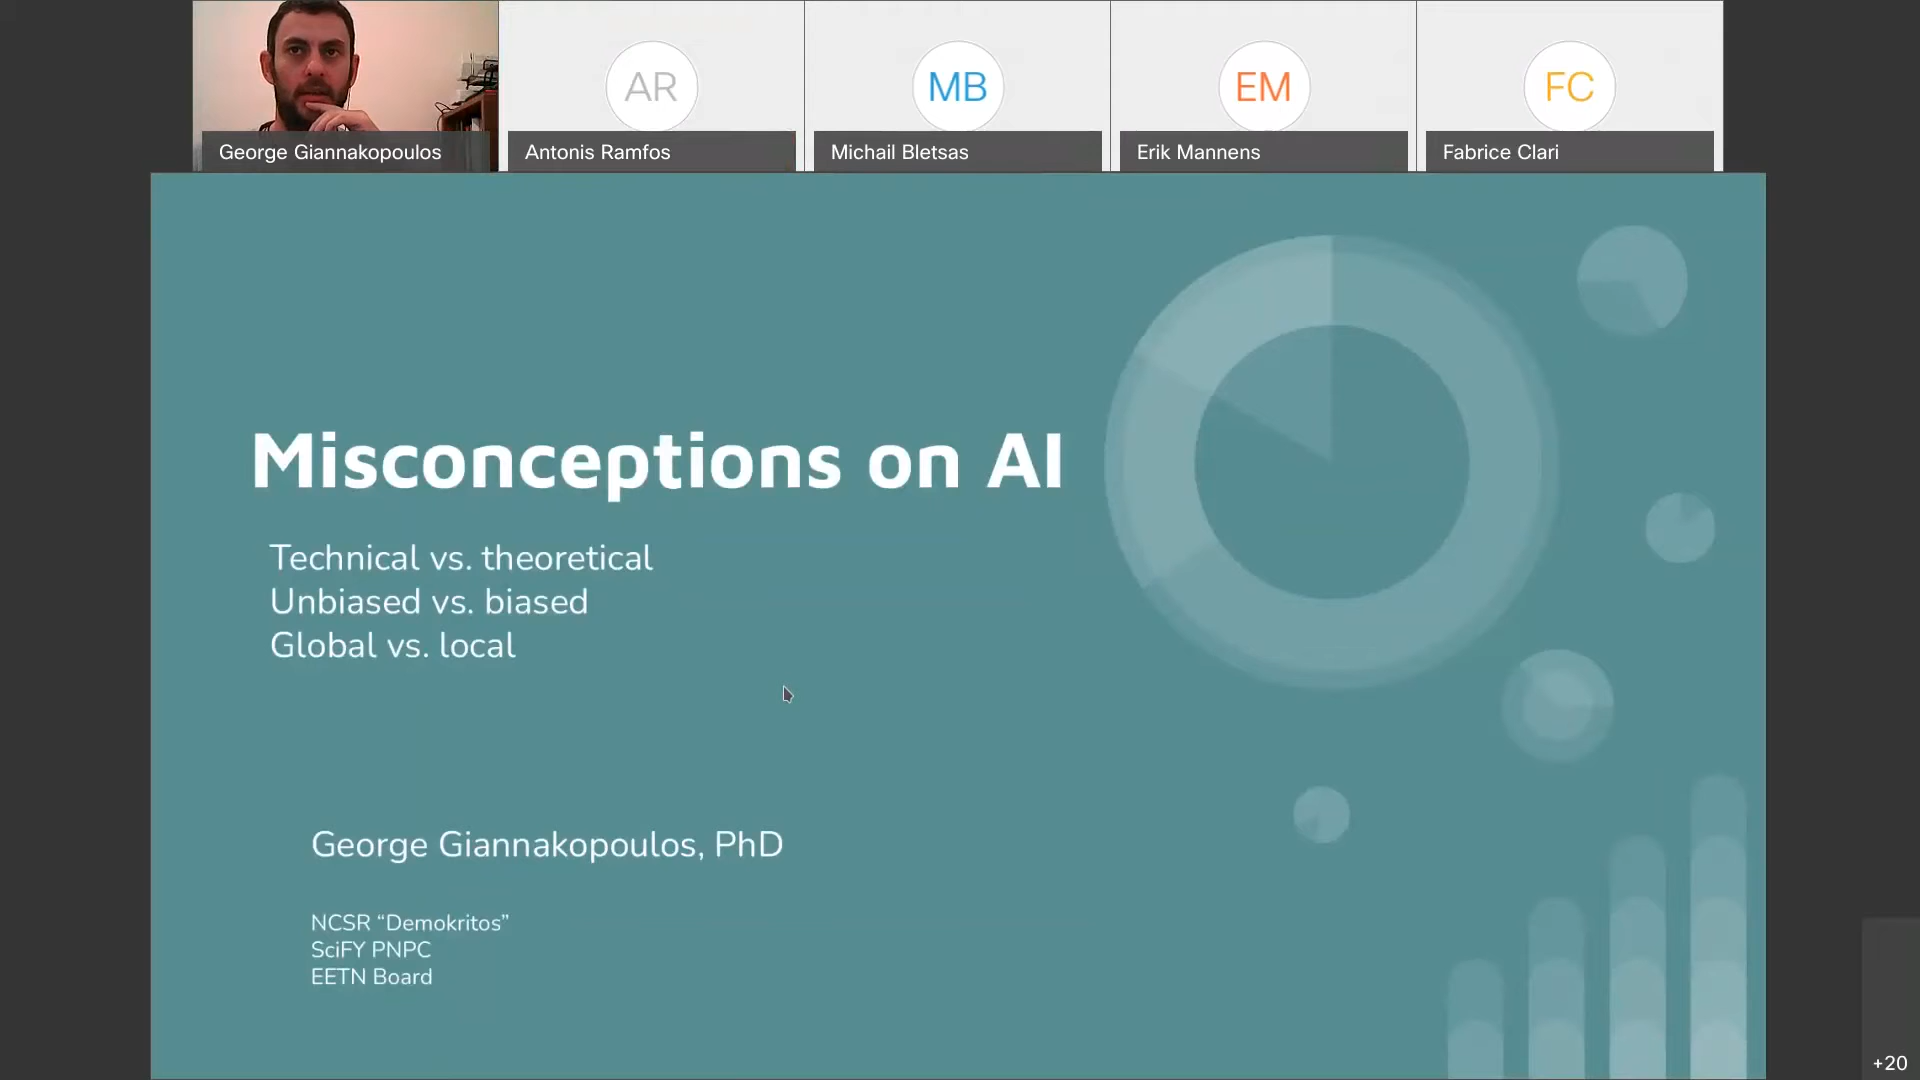 AR
MB
EM
FC
George Giannakopoulos
Antonis Ramfos
Michail Bletsas
Erik Mannens
Fabrice Clari
Misconceptions on AI
Technical vs. theoretical
Unbiased vs. biased
Global vs. local
George Giannakopoulos, PhD
NCSR “Demokritos”
SciFY PNPC
EETN Board
+20